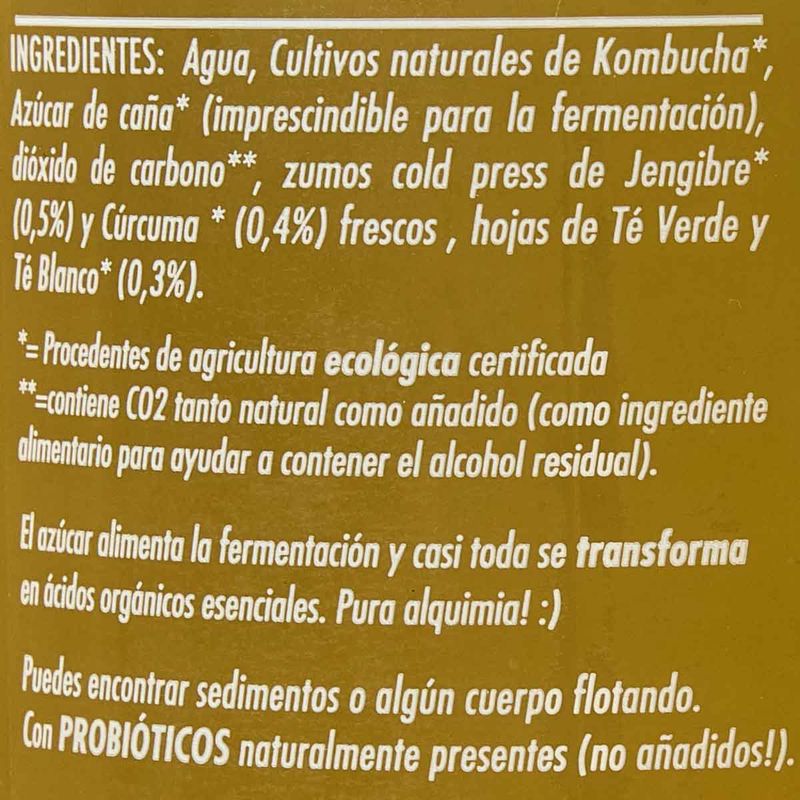 INGREDIENTES: Agua, Cultivos naturales de Kombucha*,
Azúcar de caña* (imprescindible para la fermentación),
dióxido de carbono**, zumos cold press de Jengibre*
(0,5%) y Cúrcuma * (0,4%) frescos , hojas de Té Verde y
Té Blanco* (0,3%).
*= Procedentes de agricultura ecológica certificada
**=contiene CO2 tanto natural como añadido (como ingrediente
alimentario para ayudar a contener el alcohol residual).
El azúcar alimenta la fermentación y casi toda se transforma
en ácidos orgánicos esenciales. Pura alquimia! :)
Puedes encontrar sedimentos o algún cuerpo flotando.
Con PROBIÓTICOS naturalmente presentes (no añadidos!).